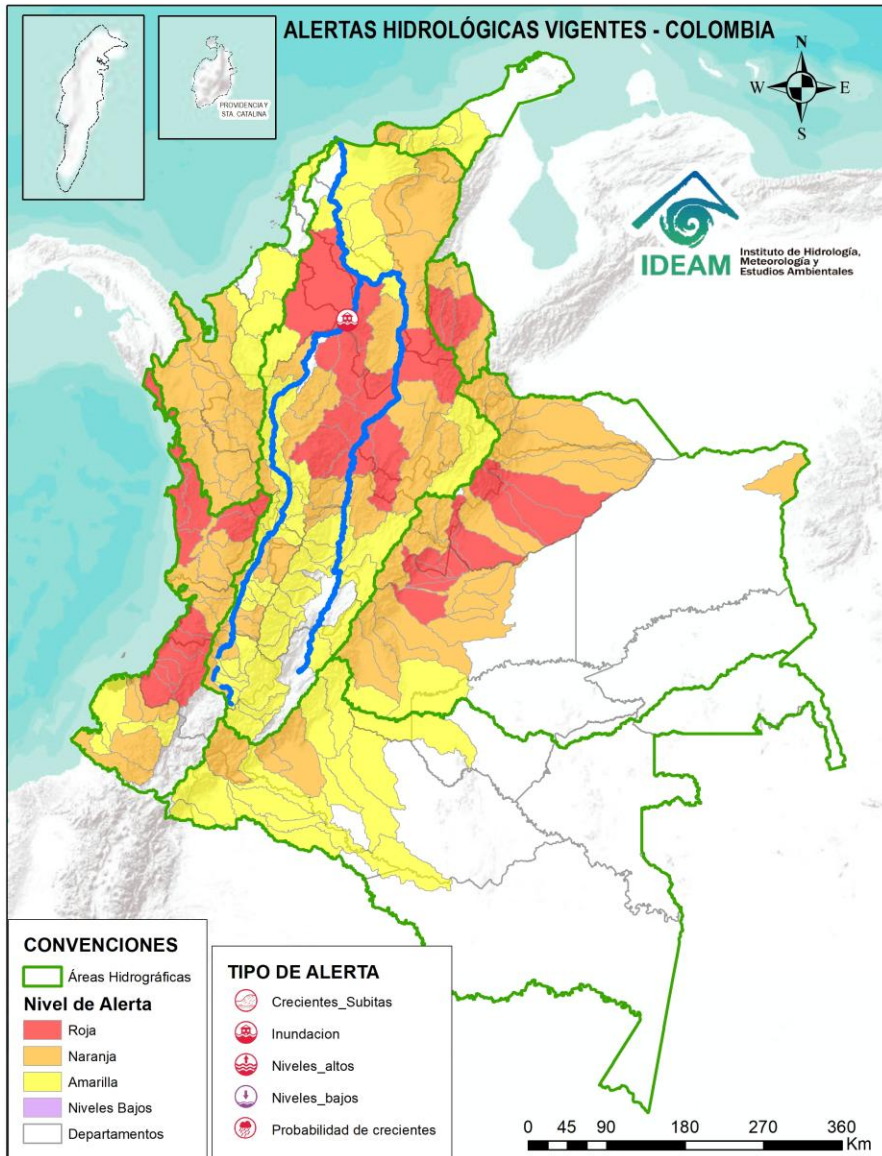 ALERTAS HIDROLÓGICAS VIGENTES - COLOMBIA
PROVIDENCIA Y
STA. CATALINA
N
W
E
S
IDEAM
Instituto de Hidrología,
Meteorología y
Estudios Ambientales
CONVENCIONES
Áreas Hidrográficas
Nivel de Alerta
Roja
Naranja
Amarilla
Niveles Bajos
Departamentos
TIPO DE ALERTA
Crecientes_Subitas
Inundacion
Niveles_altos
Niveles_bajos
Probabilidad de crecientes
0 45 90 180 270 360
Km